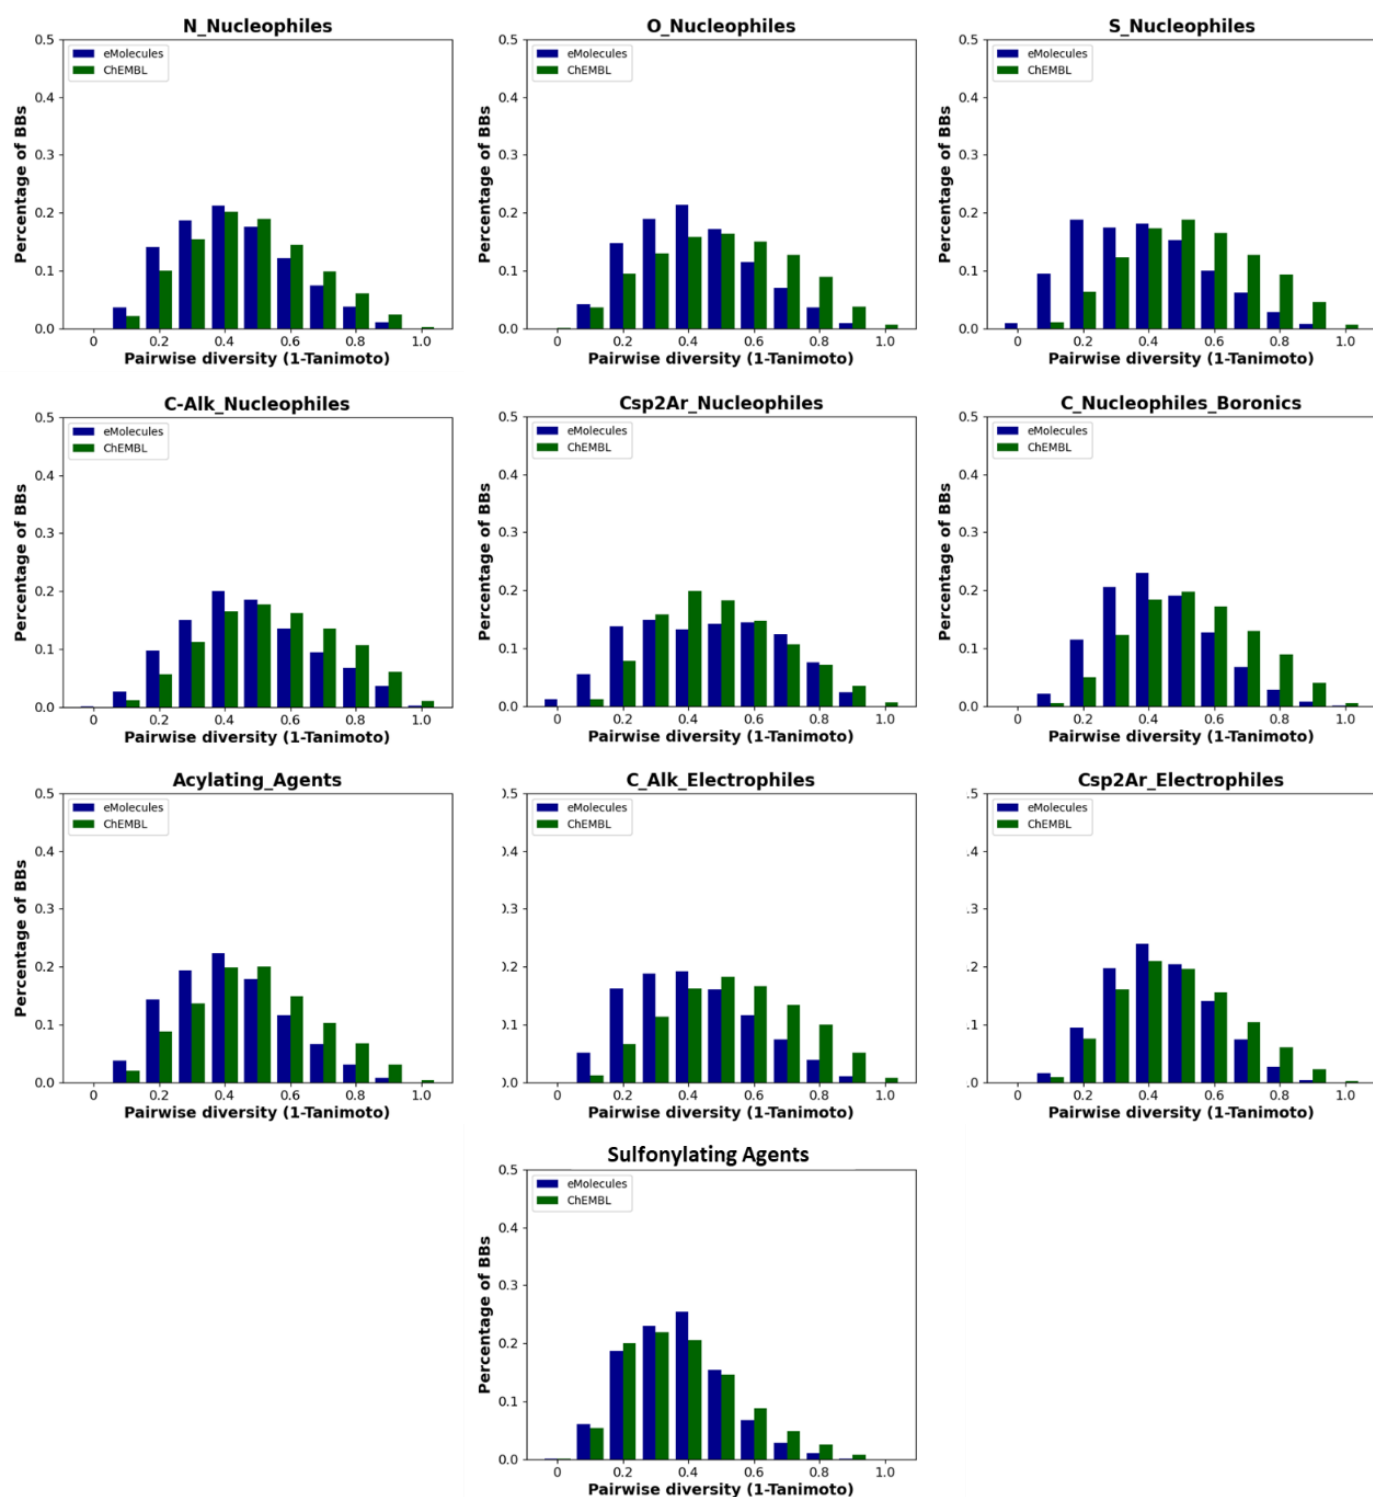 N_Nucleophiles
0.5
0.4
0.3
0.2
0.1
0.0
Percentage of BBs
eMolecules
ChEMBL
0 0.2 0.4 0.6 0.8 1.0
Pairwise diversity (1-Tanimoto)
O_Nucleophiles
0.5
0.4
0.3
0.2
0.1
0.0
Percentage of BBs
eMolecules
ChEMBL
0 0.2 0.4 0.6 0.8 1.0
Pairwise diversity (1-Tanimoto)
S_Nucleophiles
0.5
0.4
0.3
0.2
0.1
0.0
Percentage of BBs
eMolecules
ChEMBL
0 0.2 0.4 0.6 0.8 1.0
Pairwise diversity (1-Tanimoto)
C-Alk_Nucleophiles
0.5
0.4
0.3
0.2
0.1
0.0
Percentage of BBs
eMolecules
ChEMBL
0 0.2 0.4 0.6 0.8 1.0
Pairwise diversity (1-Tanimoto)
Csp2Ar_Nucleophiles
0.5
0.4
0.3
0.2
0.1
0.0
Percentage of BBs
eMolecules
ChEMBL
0 0.2 0.4 0.6 0.8 1.0
Pairwise diversity (1-Tanimoto)
C_Nucleophiles_Boronics
0.5
0.4
0.3
0.2
0.1
0.0
Percentage of BBs
eMolecules
ChEMBL
0 0.2 0.4 0.6 0.8 1.0
Pairwise diversity (1-Tanimoto)
Acylating_Agents
0.5
0.4
0.3
0.2
0.1
0.0
Percentage of BBs
eMolecules
ChEMBL
0 0.2 0.4 0.6 0.8 1.0
Pairwise diversity (1-Tanimoto)
C_Alk_Electrophiles
.5
.4
.3
.2
.1
.0
eMolecules
ChEMBL
0 0.2 0.4 0.6 0.8 1.0
Pairwise diversity (1-Tanimoto)
Csp2Ar_Electrophiles
.5
.4
.3
.2
.1
.0
eMolecules
ChEMBL
0 0.2 0.4 0.6 0.8 1.0
Pairwise diversity (1-Tanimoto)
Sulfonylating Agents
0.5
0.4
0.3
0.2
0.1
0.0
Percentage of BBs
eMolecules
ChEMBL
0 0.2 0.4 0.6 0.8 1.0
Pairwise diversity (1-Tanimoto)